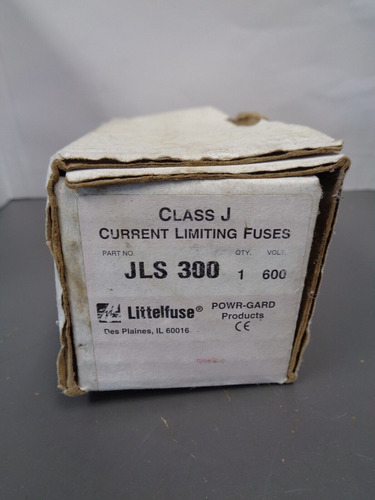 CLASS J
CURRENT LIMITING FUSES
PART NO. QTY. VOLT.
JLS 300 1 600
Littelfuse® POWR-GARD
Products
Des Plaines, IL 60016 CE